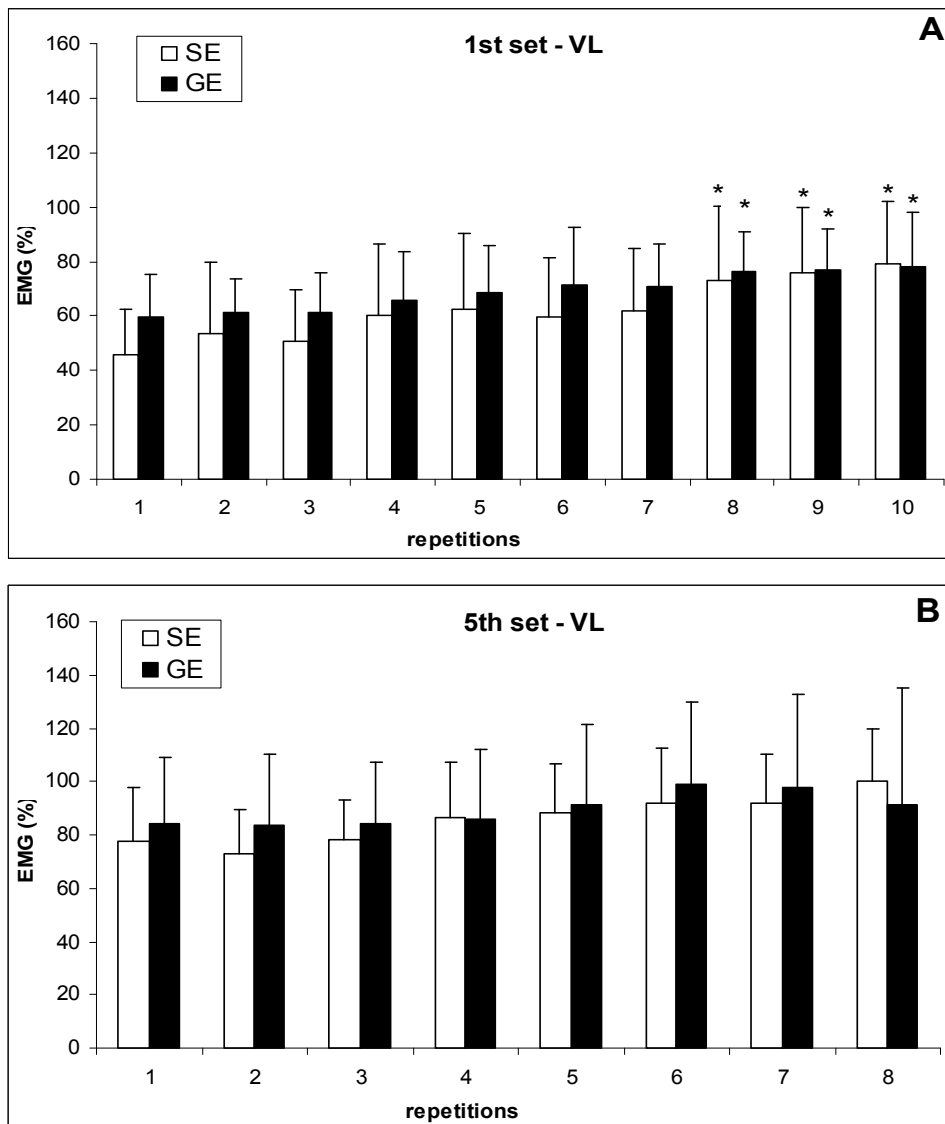 A
1st set - VL
SE
GE
EMG (%)
160
140
120
100
80
60
40
20
0
* * * * * *
1 2 3 4 5 6 7 8 9 10
repetitions
B
5th set - VL
SE
GE
EMG (%)
160
140
120
100
80
60
40
20
0
1 2 3 4 5 6 7 8
repetitions